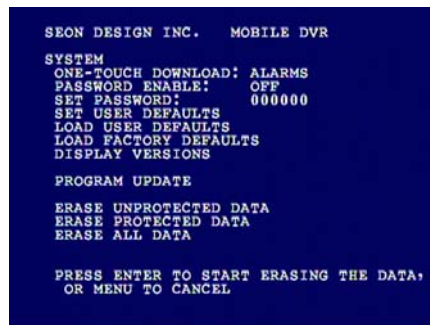 SEON DESIGN INC. MOBILE DVR
SYSTEM
ONE-TOUCH DOWNLOAD: ALARMS
PASSWORD ENABLE: OFF
SET PASSWORD: 000000
SET USER DEFAULTS
LOAD USER DEFAULTS
LOAD FACTORY DEFAULTS
DISPLAY VERSIONS
PROGRAM UPDATE
ERASE UNPROTECTED DATA
ERASE PROTECTED DATA
ERASE ALL DATA
PRESS ENTER TO START ERASING THE DATA,
OR MENU TO CANCEL